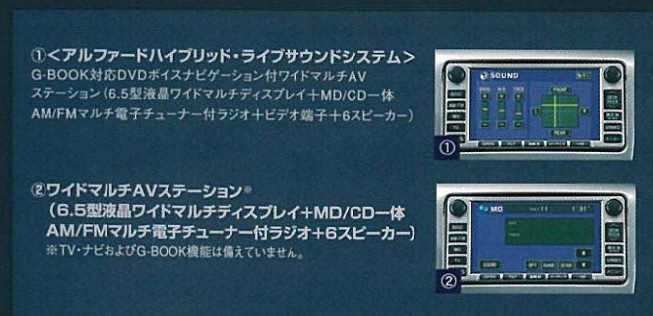 ①＜アルファードハイブリッド・ライブサウンドシステム＞
G-BOOK対応DVDボイスナビゲーション付ワイドマルチAV
ステーション（6.5型液晶ワイドマルチディスプレイ＋MD/CD一体
AM/FMマルチ電子チューナー付ラジオ＋ビデオ端子＋6スピーカー）
SOUND
FRONT
REAR
①
②ワイドマルチAVステーション※
（6.5型液晶ワイドマルチディスプレイ＋MD/CD一体
AM/FMマルチ電子チューナー付ラジオ＋6スピーカー）
※TV・ナビおよびG-BOOK機能は備えていません。
MD
SOUND
RPT
RAND
SCAN
②